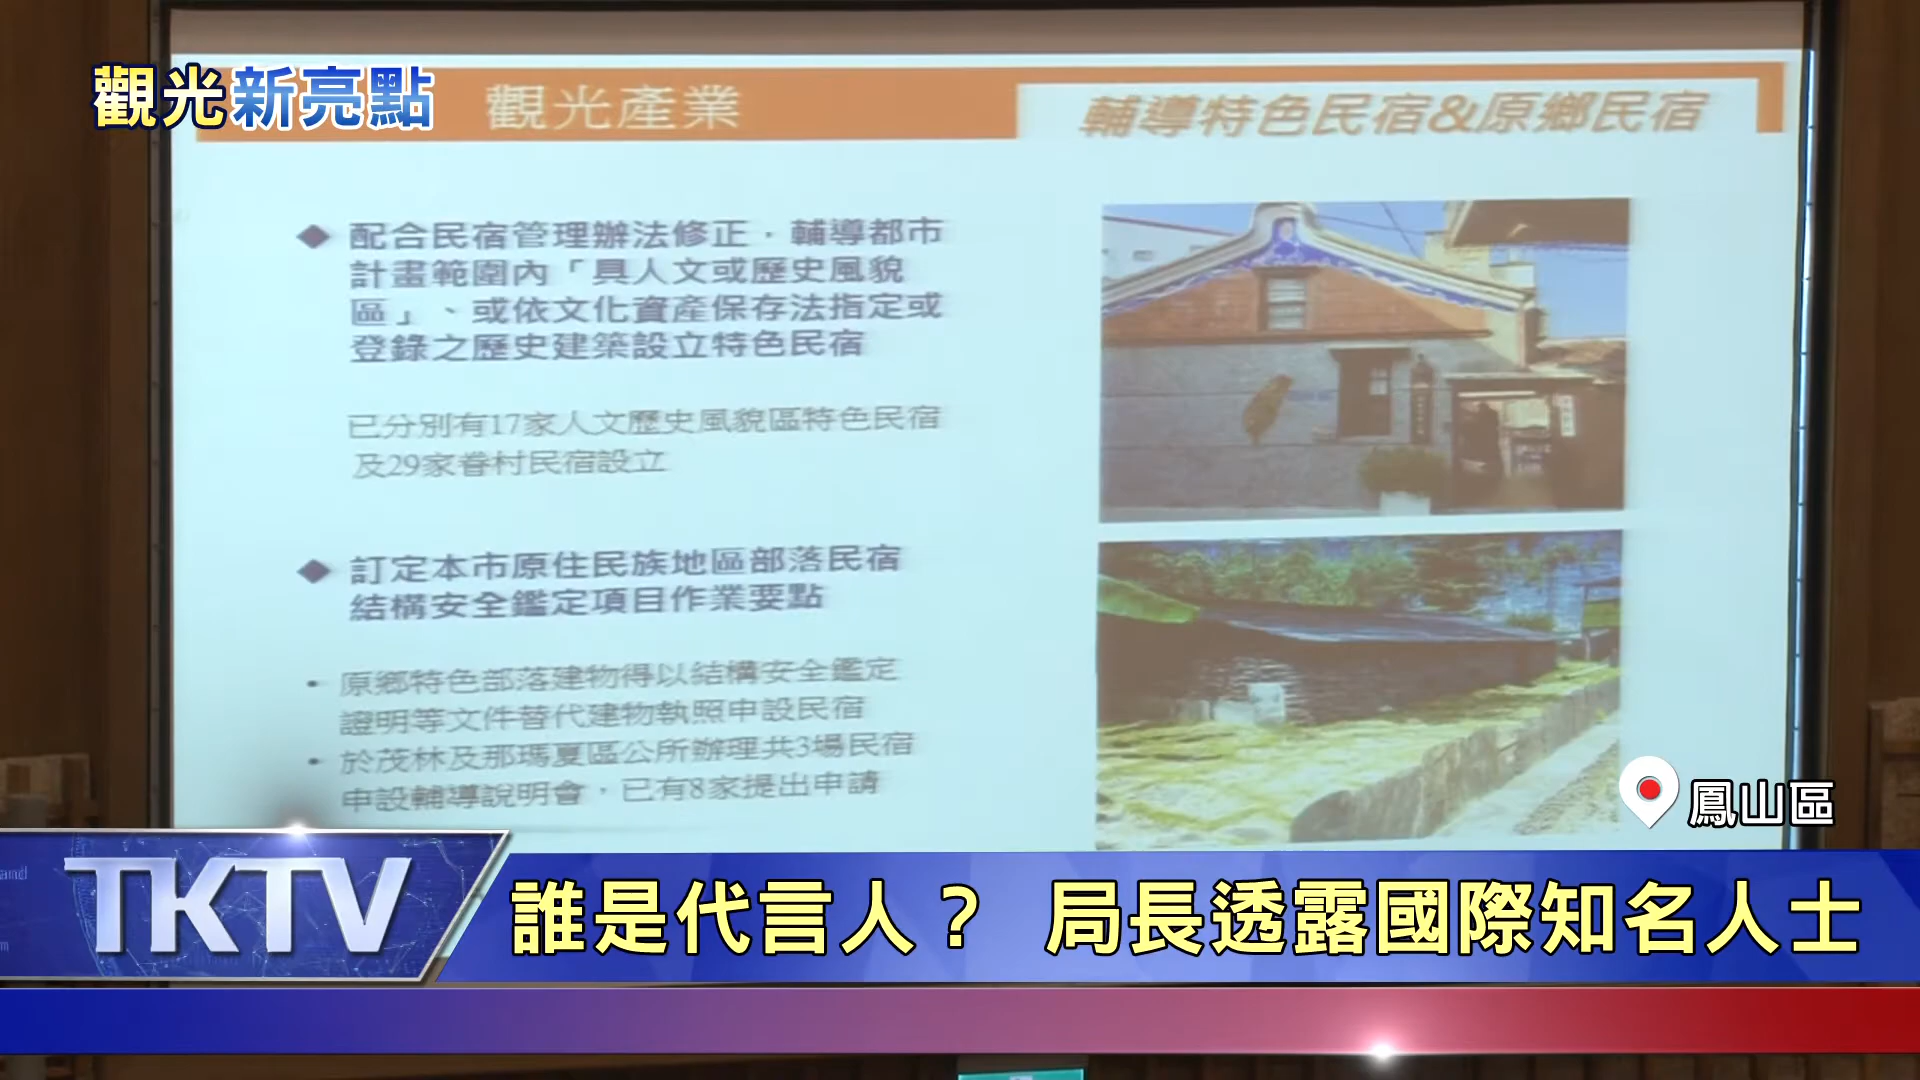 觀光新亮點
觀光產業
輔導特色民宿&原鄉民宿
◆ 配合民宿管理辦法修正，輔導都市
計畫範圍內「具人文或歷史風貌
區」、或依文化資產保存法指定或
登錄之歷史建築設立特色民宿
已分別有17家人文歷史風貌區特色民宿
及29家眷村民宿設立
◆ 訂定本市原住民族地區部落民宿
結構安全鑑定項目作業要點
• 原鄉特色部落建物得以結構安全鑑定
證明等文件替代建物執照申設民宿
• 於茂林及那瑪夏區公所辦理共3場民宿
申設輔導說明會，已有8家提出申請
鳳山區
TKTV
誰是代言人？ 局長透露國際知名人士